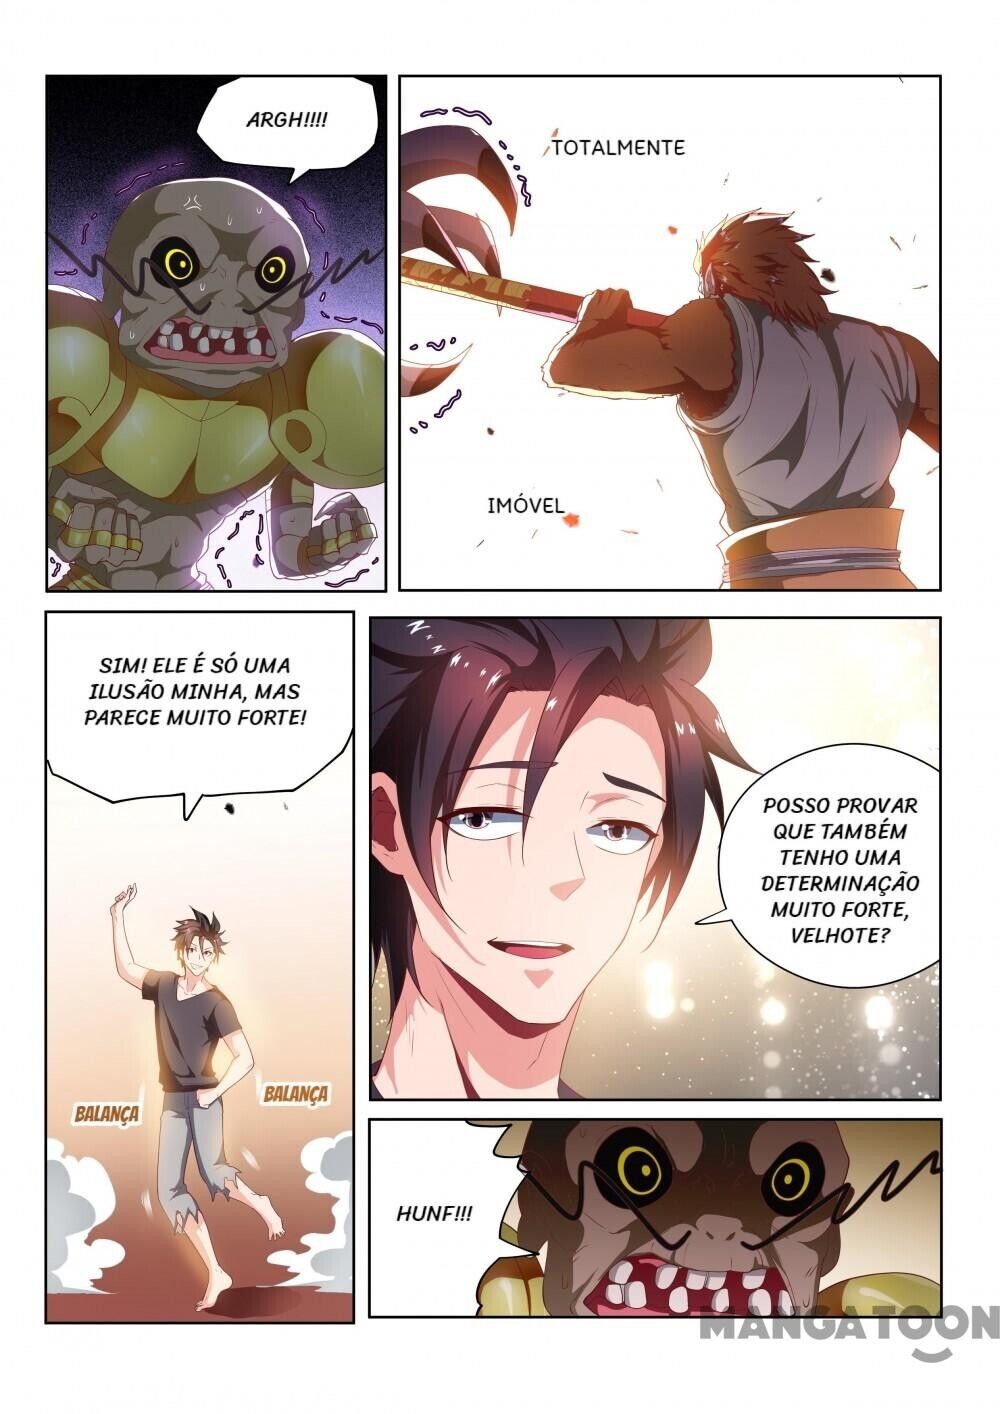 ARGH!!!!
TOTALMENTE
IMÓVEL
SIM! ELE É SÓ UMA
ILUSÃO MINHA, MAS
PARECE MUITO FORTE!
BALANÇA
BALANÇA
POSSO PROVAR
QUE TAMBÉM
TENHO UMA
DETERMINAÇÃO
MUITO FORTE,
VELHOTE?
HUNF!!!
MANGATOON